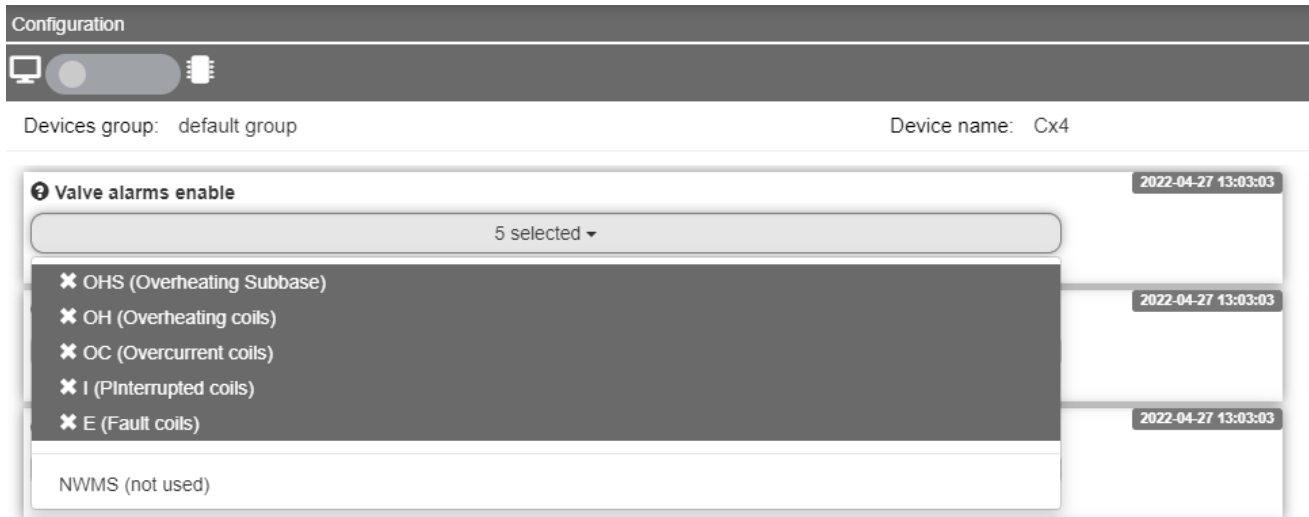 Configuration
Devices group: default group Device name: Cx4
Valve alarms enable 2022-04-27 13:03:03
5 selected
OHS (Overheating Subbase)
OH (Overheating coils) 2022-04-27 13:03:03
OC (Overcurrent coils)
I (PInterrupted coils)
E (Fault coils) 2022-04-27 13:03:03
NWMS (not used)